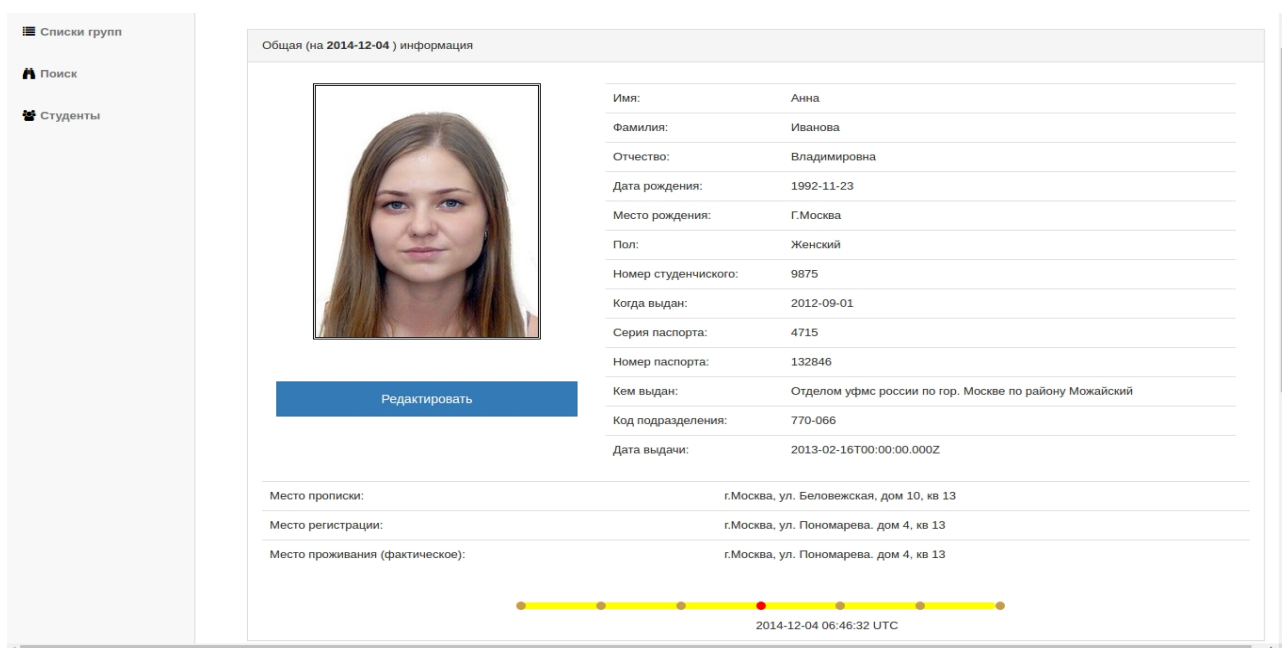 Списки групп
Поиск
Студенты
Общая (на 2014-12-04 ) информация
Имя: Анна
Фамилия: Иванова
Отчество: Владимировна
Дата рождения: 1992-11-23
Место рождения: Г.Москва
Пол: Женский
Номер студенчиского: 9875
Когда выдан: 2012-09-01
Серия паспорта: 4715
Номер паспорта: 132846
Кем выдан: Отделом уфмс россии по гор. Москве по району Можайский
Код подразделения: 770-066
Дата выдачи: 2013-02-16T00:00:00.000Z
Редактировать
Место прописки: г.Москва, ул. Беловежская, дом 10, кв 13
Место регистрации: г.Москва, ул. Пономарева. дом 4, кв 13
Место проживания (фактическое): г.Москва, ул. Пономарева. дом 4, кв 13
2014-12-04 06:46:32 UTC